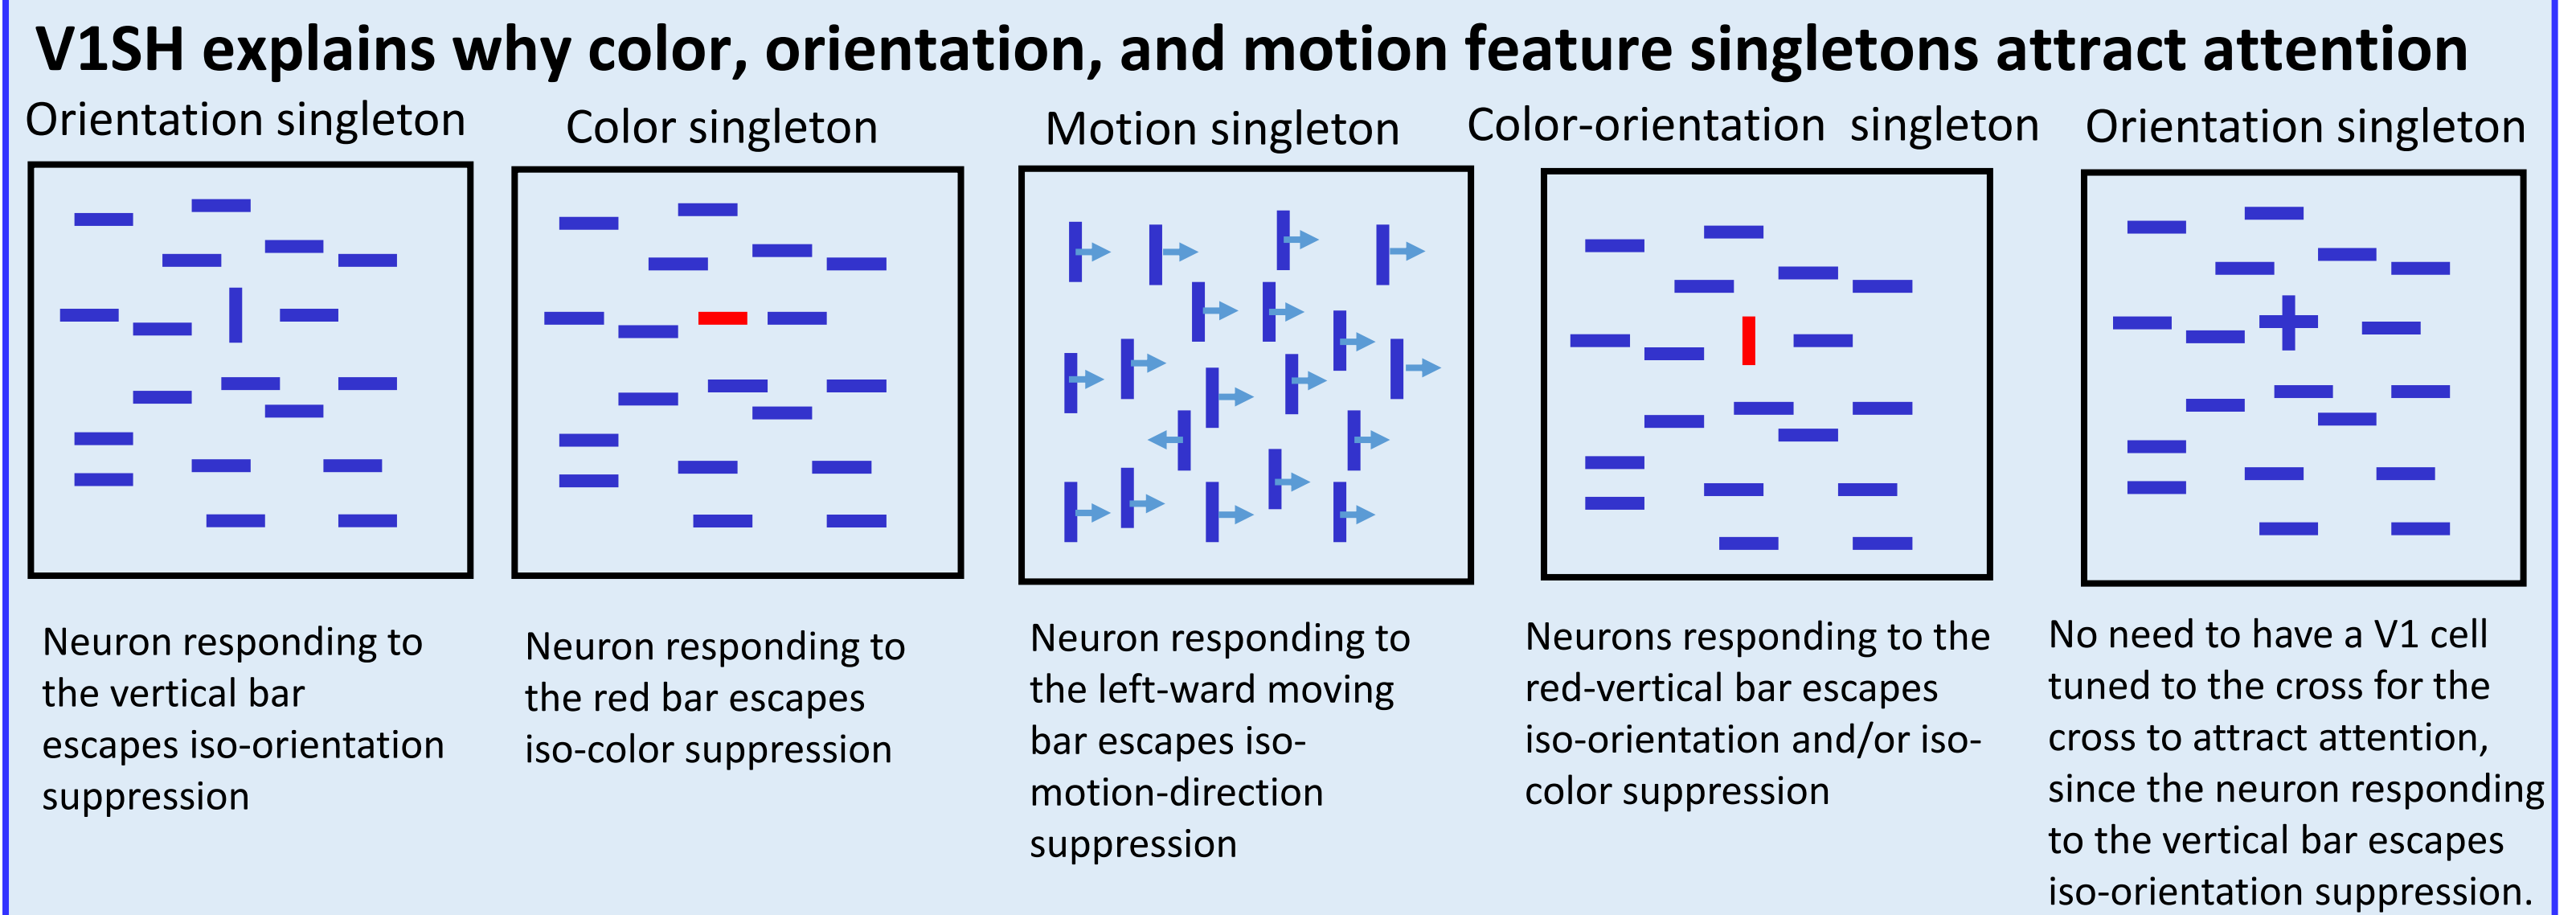 V1SH explains why color, orientation, and motion feature singletons attract attention
Orientation singleton
Color singleton
Motion singleton
Color-orientation singleton
Orientation singleton
Neuron responding to
the vertical bar
escapes iso-orientation
suppression
Neuron responding to
the red bar escapes
iso-color suppression
Neuron responding to
the left-ward moving
bar escapes iso-
motion-direction
suppression
Neurons responding to the
red-vertical bar escapes
iso-orientation and/or iso-
color suppression
No need to have a V1 cell
tuned to the cross for the
cross to attract attention,
since the neuron responding
to the vertical bar escapes
iso-orientation suppression.